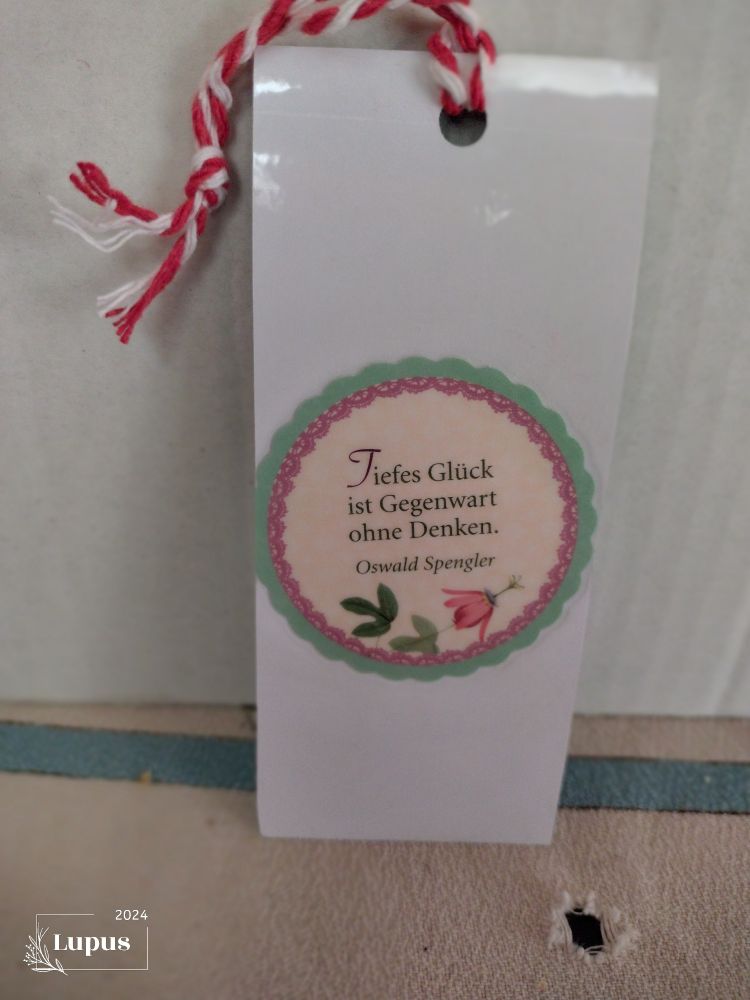 Tiefes Glück
ist Gegenwart
ohne Denken.
Oswald Spengler
2024
Lupus